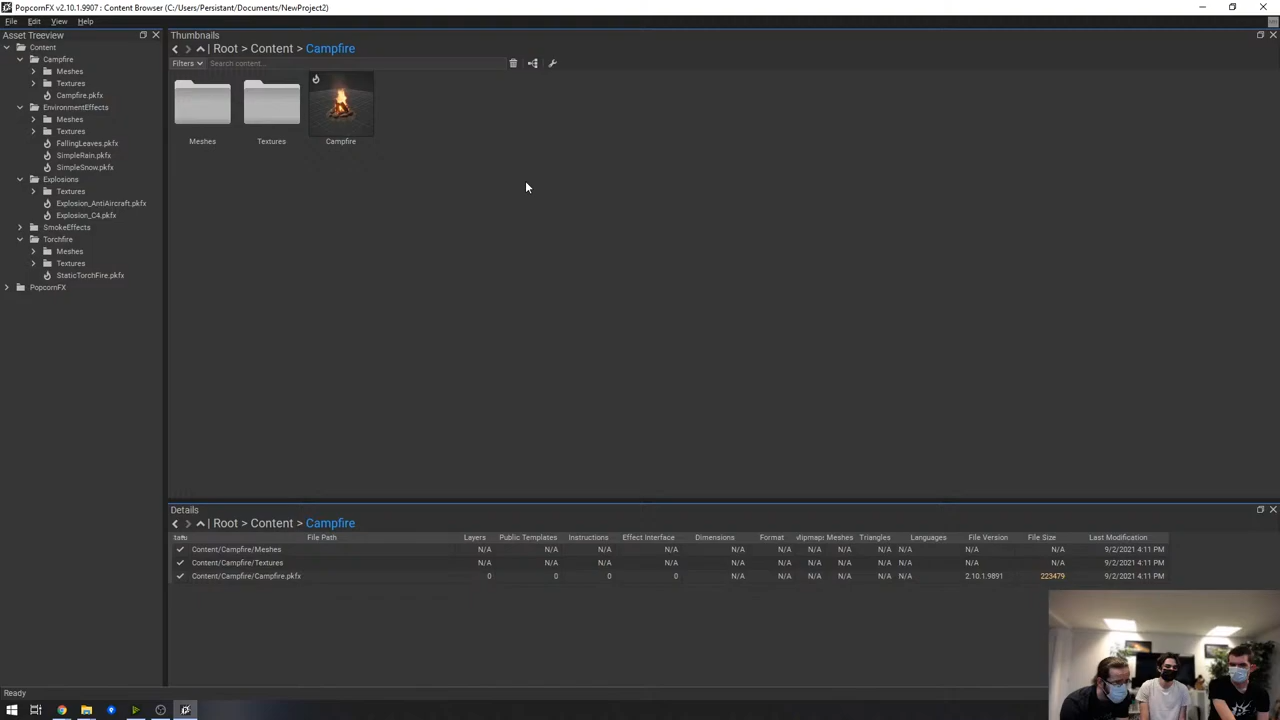 PopcornFX v2.10.1.9907 : Content Browser (C:/Users/Persistant/Documents/NewProject2)
File Edit View Help
Asset Treeview
Content
Campfire
Meshes
Textures
Campfire.pkfx
EnvironmentEffects
Meshes
Textures
FallingLeaves.pkfx
SimpleRain.pkfx
SimpleSnow.pkfx
Explosions
Textures
Explosion_AntiAircraft.pkfx
Explosion_C4.pkfx
SmokeEffects
Torchfire
Meshes
Textures
StaticTorchFire.pkfx
PopcornFX
Thumbnails
| Root > Content > Campfire
Filters Search content...
Meshes Textures Campfire
Details
| Root > Content > Campfire
File Path Layers Public Templates Instructions Effect Interface Dimensions Format Meshes Triangles Languages File Version File Size Last Modification
Content/Campfire/Meshes N/A N/A N/A N/A N/A N/A N/A N/A N/A N/A N/A N/A 9/2/2021 4:11 PM
Content/Campfire/Textures N/A N/A N/A N/A N/A N/A N/A N/A N/A N/A N/A N/A 9/2/2021 4:11 PM
Content/Campfire/Campfire.pkfx 0 0 0 0 N/A N/A N/A N/A N/A N/A 2.10.1.9891 223479 9/2/2021 4:11 PM
Ready